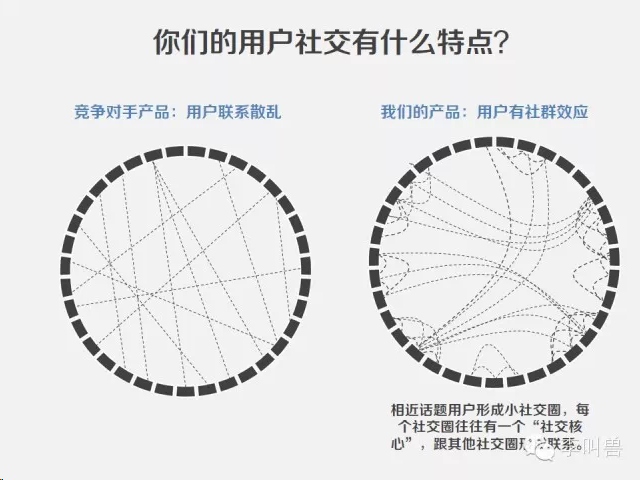 你们的用户社交有什么特点？
竞争对手产品：用户联系散乱
我们的产品：用户有社群效应
相近话题用户形成小社交圈，每
个社交圈往往有一个“社交核
心”，跟其他社交圈形成联系。
李叫兽